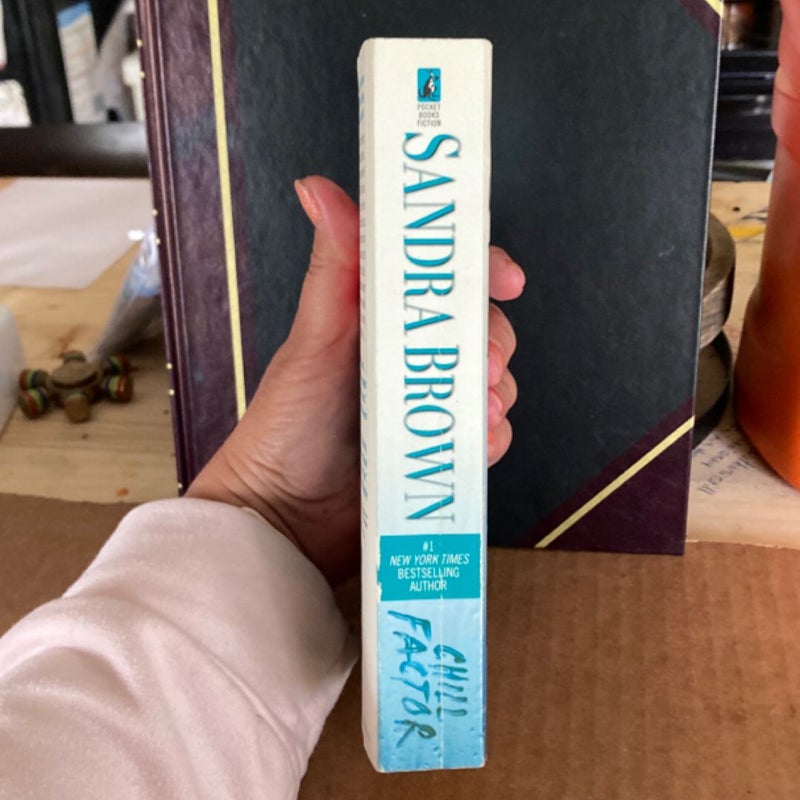 POCKET
BOOKS
FICTION
SANDRA BROWN
#1
NEW YORK TIMES
BESTSELLING
AUTHOR
CHILL
FACTOR